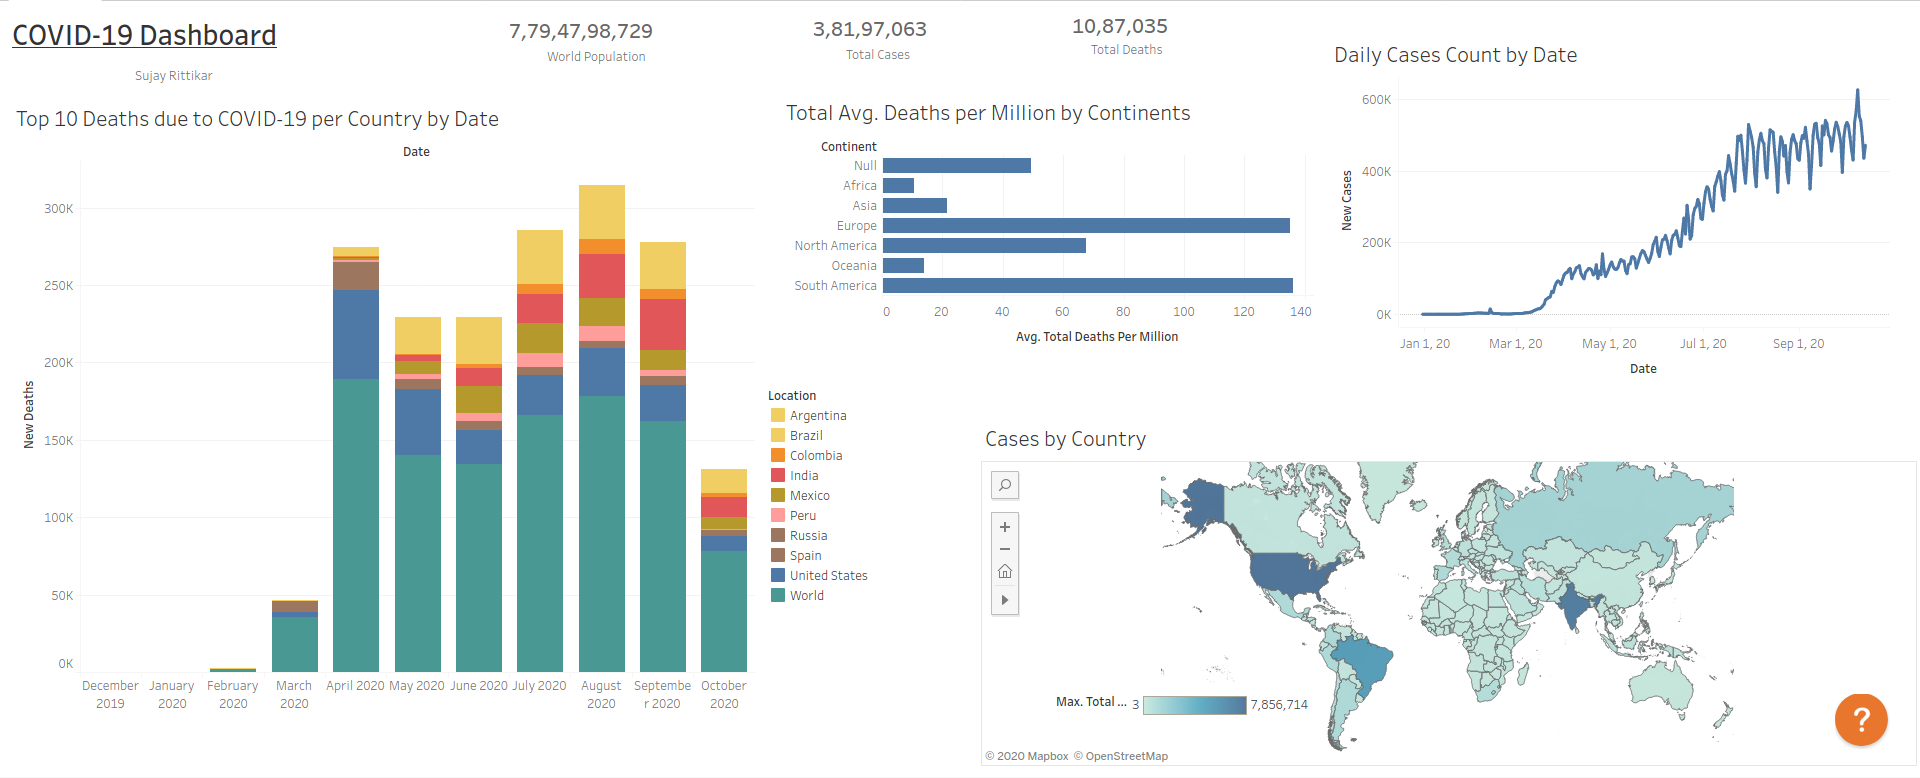 COVID-19 Dashboard
Sujay Rittikar
7,79,47,98,729
World Population
3,81,97,063
Total Cases
10,87,035
Total Deaths
Top 10 Deaths due to COVID-19 per Country by Date
Date
New Deaths
300K
250K
200K
150K
100K
50K
0K
December
2019
January
2020
February
2020
March
2020
April 2020
May 2020
June 2020
July 2020
August
2020
Septembe
r 2020
October
2020
Location
Argentina
Brazil
Colombia
India
Mexico
Peru
Russia
Spain
United States
World
Total Avg. Deaths per Million by Continents
Continent
Null
Africa
Asia
Europe
North America
Oceania
South America
0 20 40 60 80 100 120 140
Avg. Total Deaths Per Million
Daily Cases Count by Date
New Cases
600K
400K
200K
0K
Jan 1, 20 Mar 1, 20 May 1, 20 Jul 1, 20 Sep 1, 20
Date
Cases by Country
Max. Total ... 3 7,856,714
© 2020 Mapbox © OpenStreetMap
?